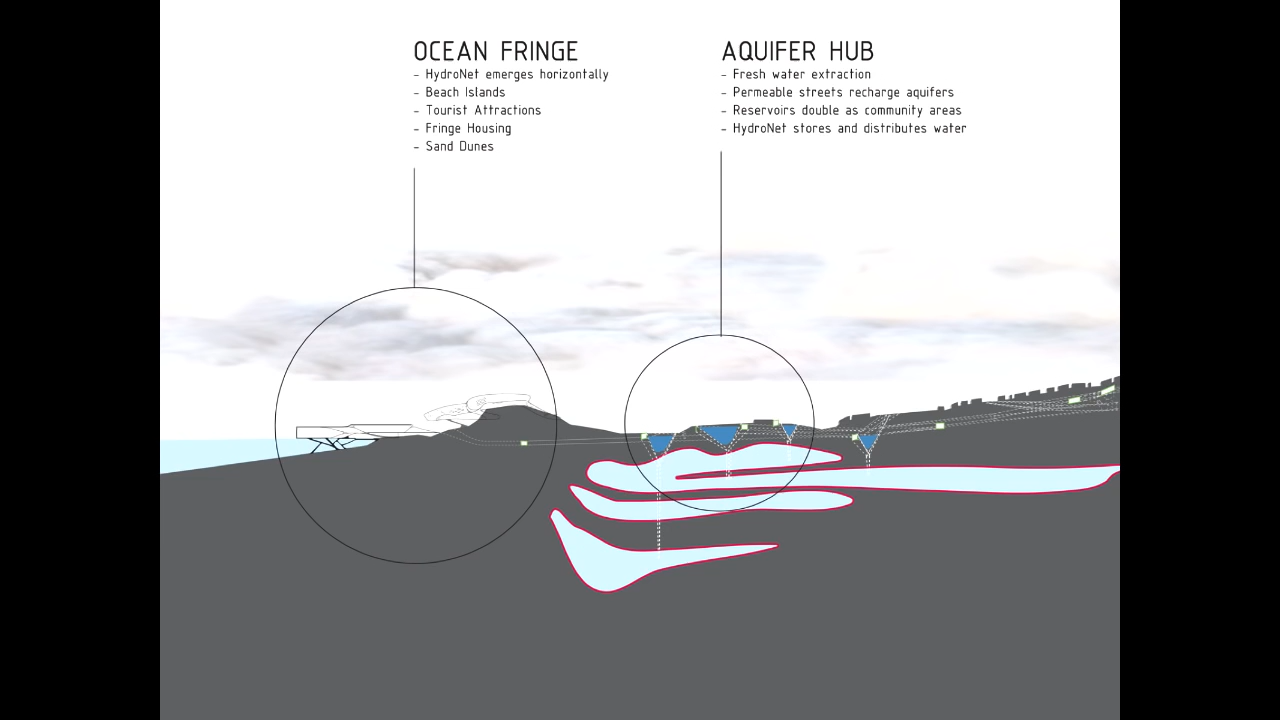 OCEAN FRINGE
- HydroNet emerges horizontally
- Beach Islands
- Tourist Attractions
- Fringe Housing
- Sand Dunes
AQUIFER HUB
- Fresh water extraction
- Permeable streets recharge aquifers
- Reservoirs double as community areas
- HydroNet stores and distributes water